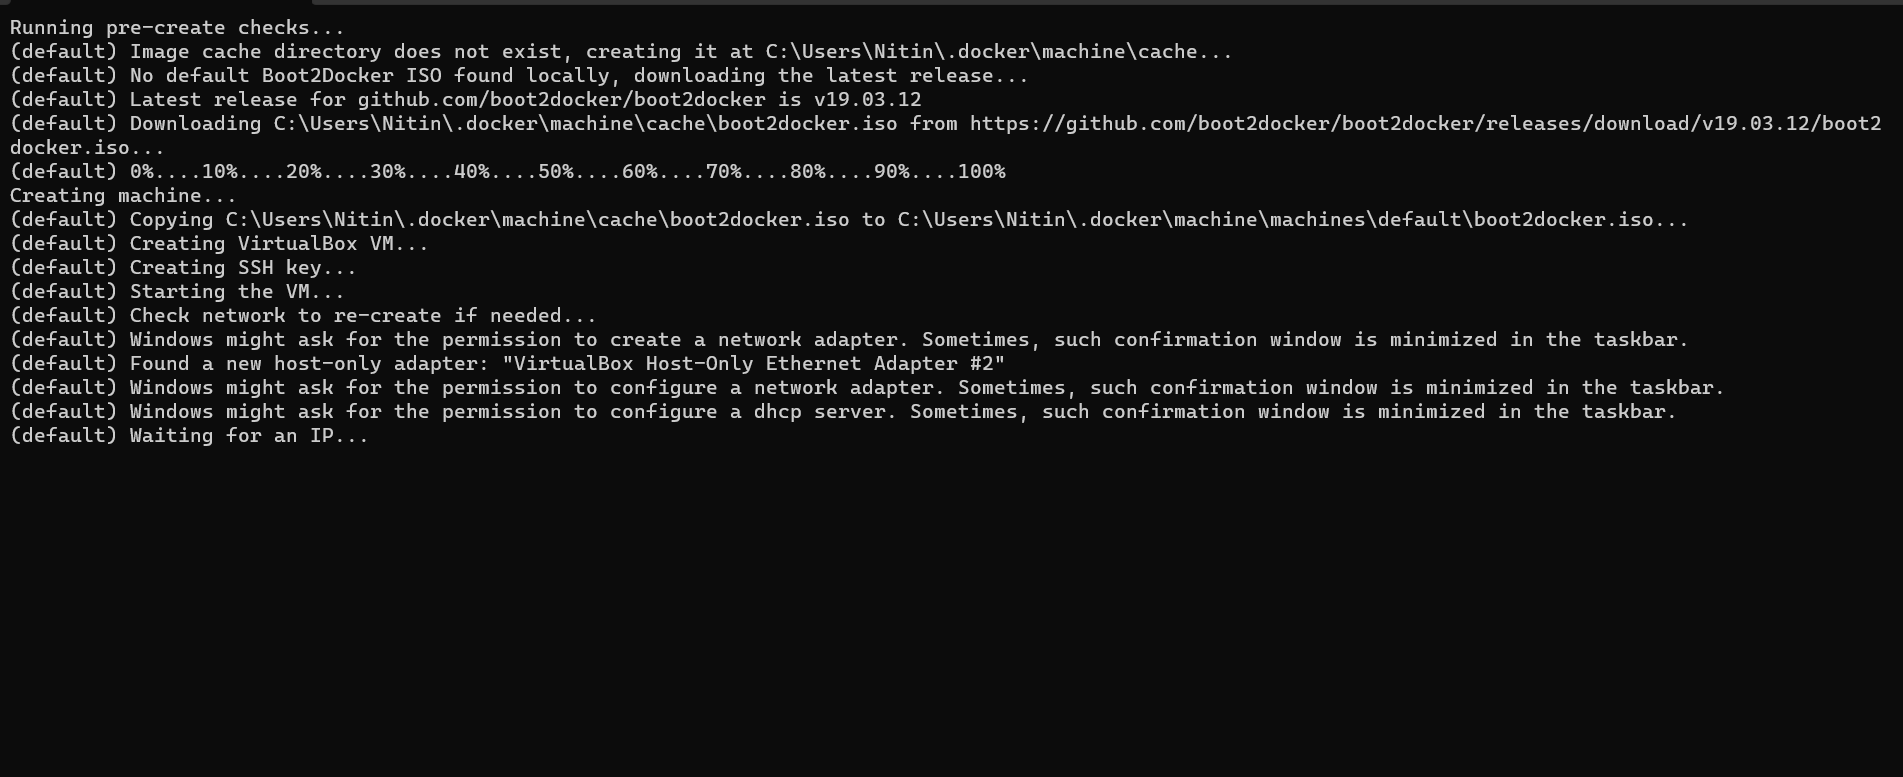 Running pre-create checks...
(default) Image cache directory does not exist, creating it at C:\Users\Nitin\.docker\machine\cache...
(default) No default Boot2Docker ISO found locally, downloading the latest release...
(default) Latest release for github.com/boot2docker/boot2docker is v19.03.12
(default) Downloading C:\Users\Nitin\.docker\machine\cache\boot2docker.iso from https://github.com/boot2docker/boot2docker/releases/download/v19.03.12/boot2
docker.iso...
(default) 0%....10%....20%....30%....40%....50%....60%....70%....80%....90%....100%
Creating machine...
(default) Copying C:\Users\Nitin\.docker\machine\cache\boot2docker.iso to C:\Users\Nitin\.docker\machine\machines\default\boot2docker.iso...
(default) Creating VirtualBox VM...
(default) Creating SSH key...
(default) Starting the VM...
(default) Check network to re-create if needed...
(default) Windows might ask for the permission to create a network adapter. Sometimes, such confirmation window is minimized in the taskbar.
(default) Found a new host-only adapter: "VirtualBox Host-Only Ethernet Adapter #2"
(default) Windows might ask for the permission to configure a network adapter. Sometimes, such confirmation window is minimized in the taskbar.
(default) Windows might ask for the permission to configure a dhcp server. Sometimes, such confirmation window is minimized in the taskbar.
(default) Waiting for an IP...